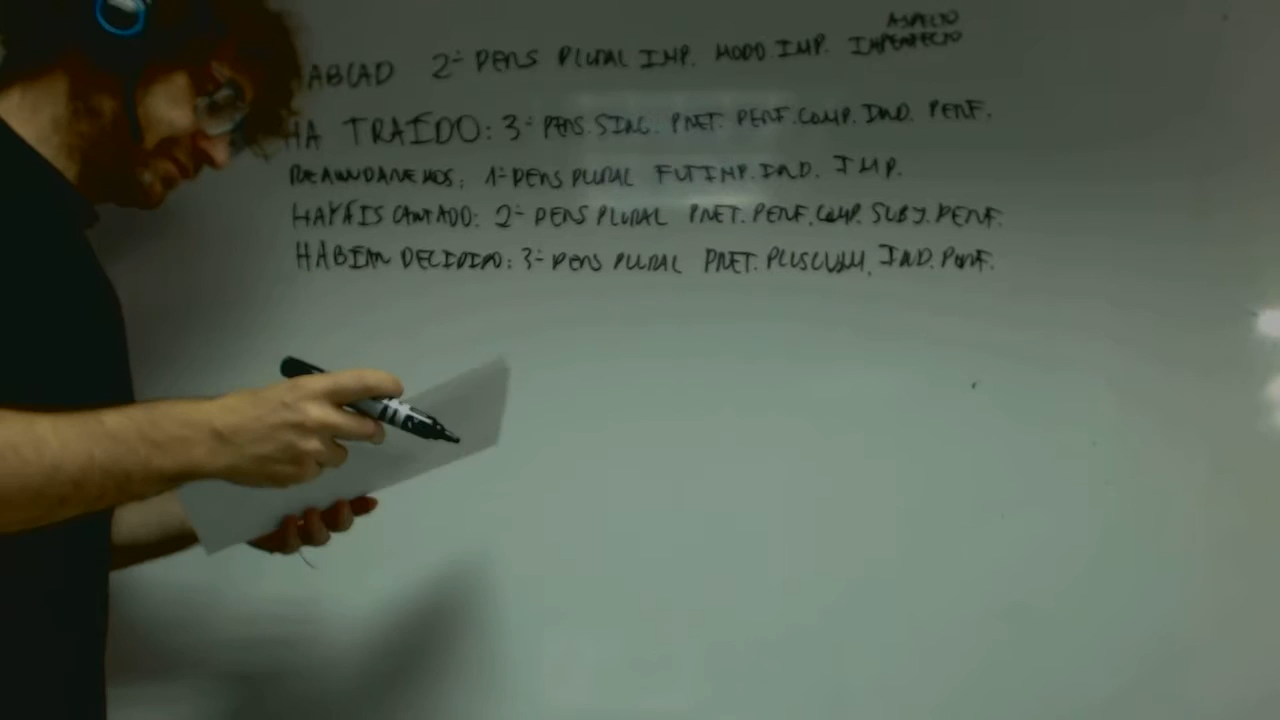 ASPECTO
HABLAD 2ª PERS PLURAL IMP. MODO IMP. IMPERFECTO
HA TRAÍDO: 3ª PERS. SING. PRET. PERF. COMP. IND. PERF.
REANUDAREMOS: 1ª PERS PLURAL FUT IMP. IND. IMP.
HAYÁIS CANTADO: 2ª PERS PLURAL PRET. PERF. COMP. SUBJ. PERF.
HABÍAN DECIDIDO: 3ª PERS PLURAL PRET. PLUSCUAM. IND. PERF.